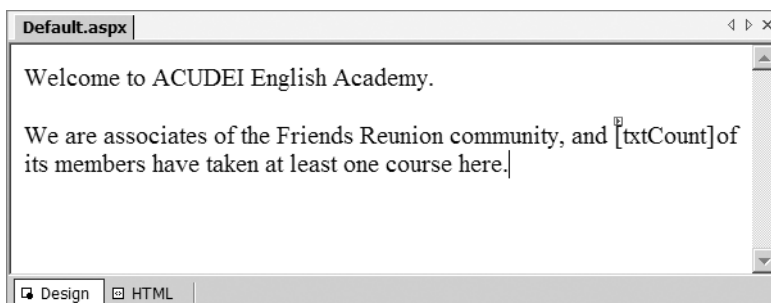 Default.aspx
Welcome to ACUDEI English Academy.
We are associates of the Friends Reunion community, and [txtCount] of
its members have taken at least one course here.
Design HTML